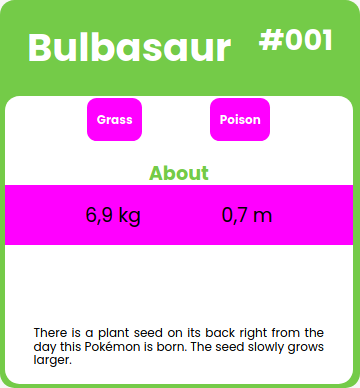 Bulbasaur #001
Grass Poison
About
6,9 kg 0,7 m
There is a plant seed on its back right from the
day this Pokémon is born. The seed slowly grows
larger.